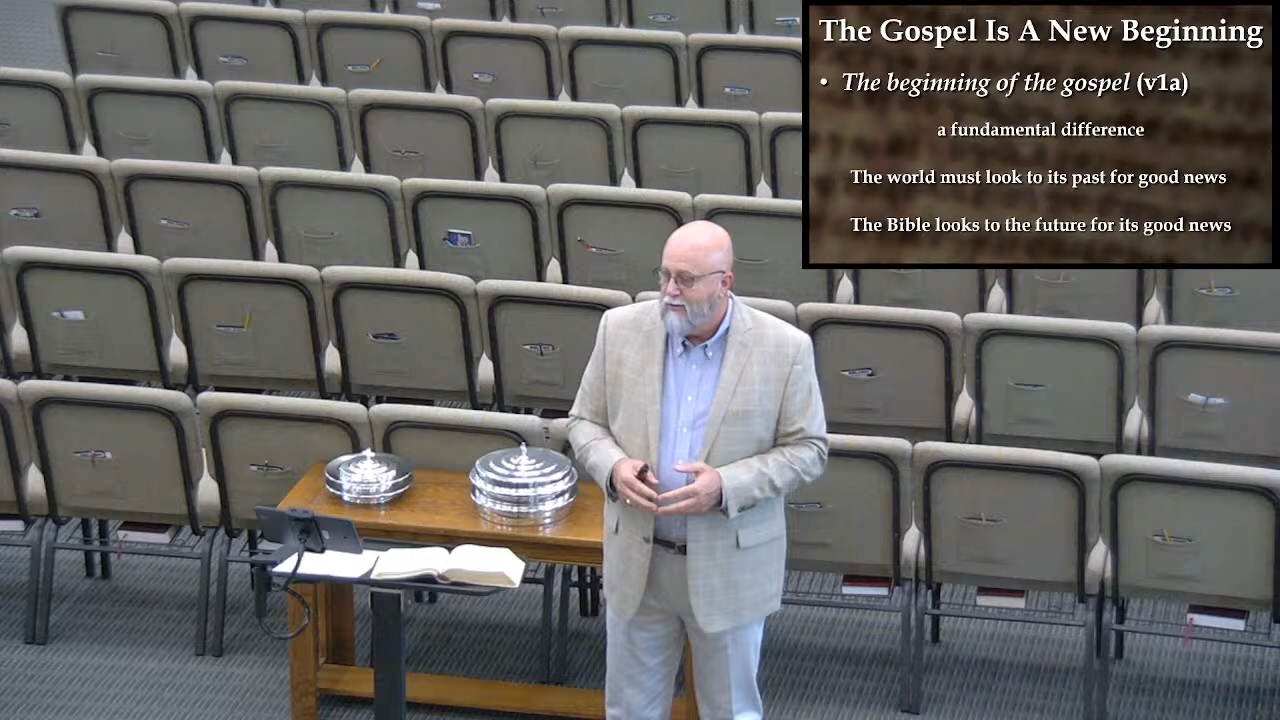 The Gospel Is A New Beginning
• The beginning of the gospel (v1a)
a fundamental difference
The world must look to its past for good news
The Bible looks to the future for its good news